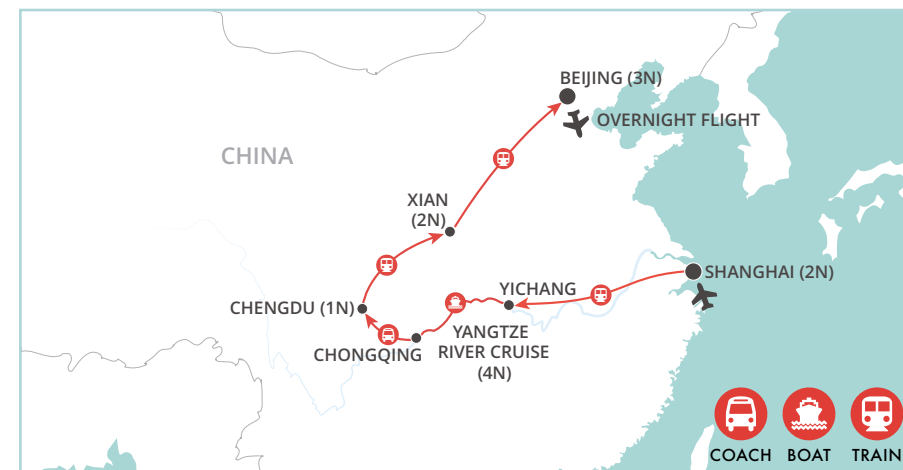 BEIJING (3N)
OVERNIGHT FLIGHT
CHINA
XIAN
(2N)
SHANGHAI (2N)
YICHANG
CHENGDU (1N)
YANGTZE
RIVER CRUISE
(4N)
CHONGQING
COACH BOAT TRAIN